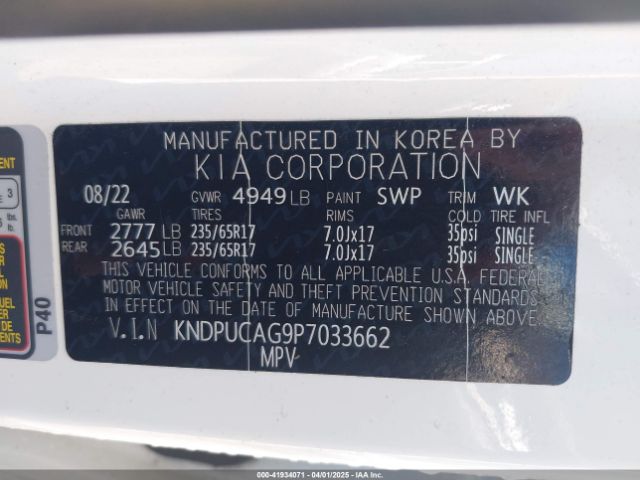 MANUFACTURED IN KOREA BY
KIA CORPORATION
08/22 GVWR 4949 LB PAINT SWP TRIM WK
GAWR TIRES RIMS COLD TIRE INFL
FRONT 2777 LB 235/65R17 7.0Jx17 35psi SINGLE
REAR 2645 LB 235/65R17 7.0Jx17 35psi SINGLE
THIS VEHICLE CONFORMS TO ALL APPLICABLE U.S.A. FEDERAL
MOTOR VEHICLE SAFETY AND THEFT PREVENTION STANDARDS
IN EFFECT ON THE DATE OF MANUFACTURE SHOWN ABOVE.
V.I.N KNDPUCAG9P7033662
MPV
P40
3
lbs.
lb.
000-41934071 - 04/01/2025 - IAA Inc.